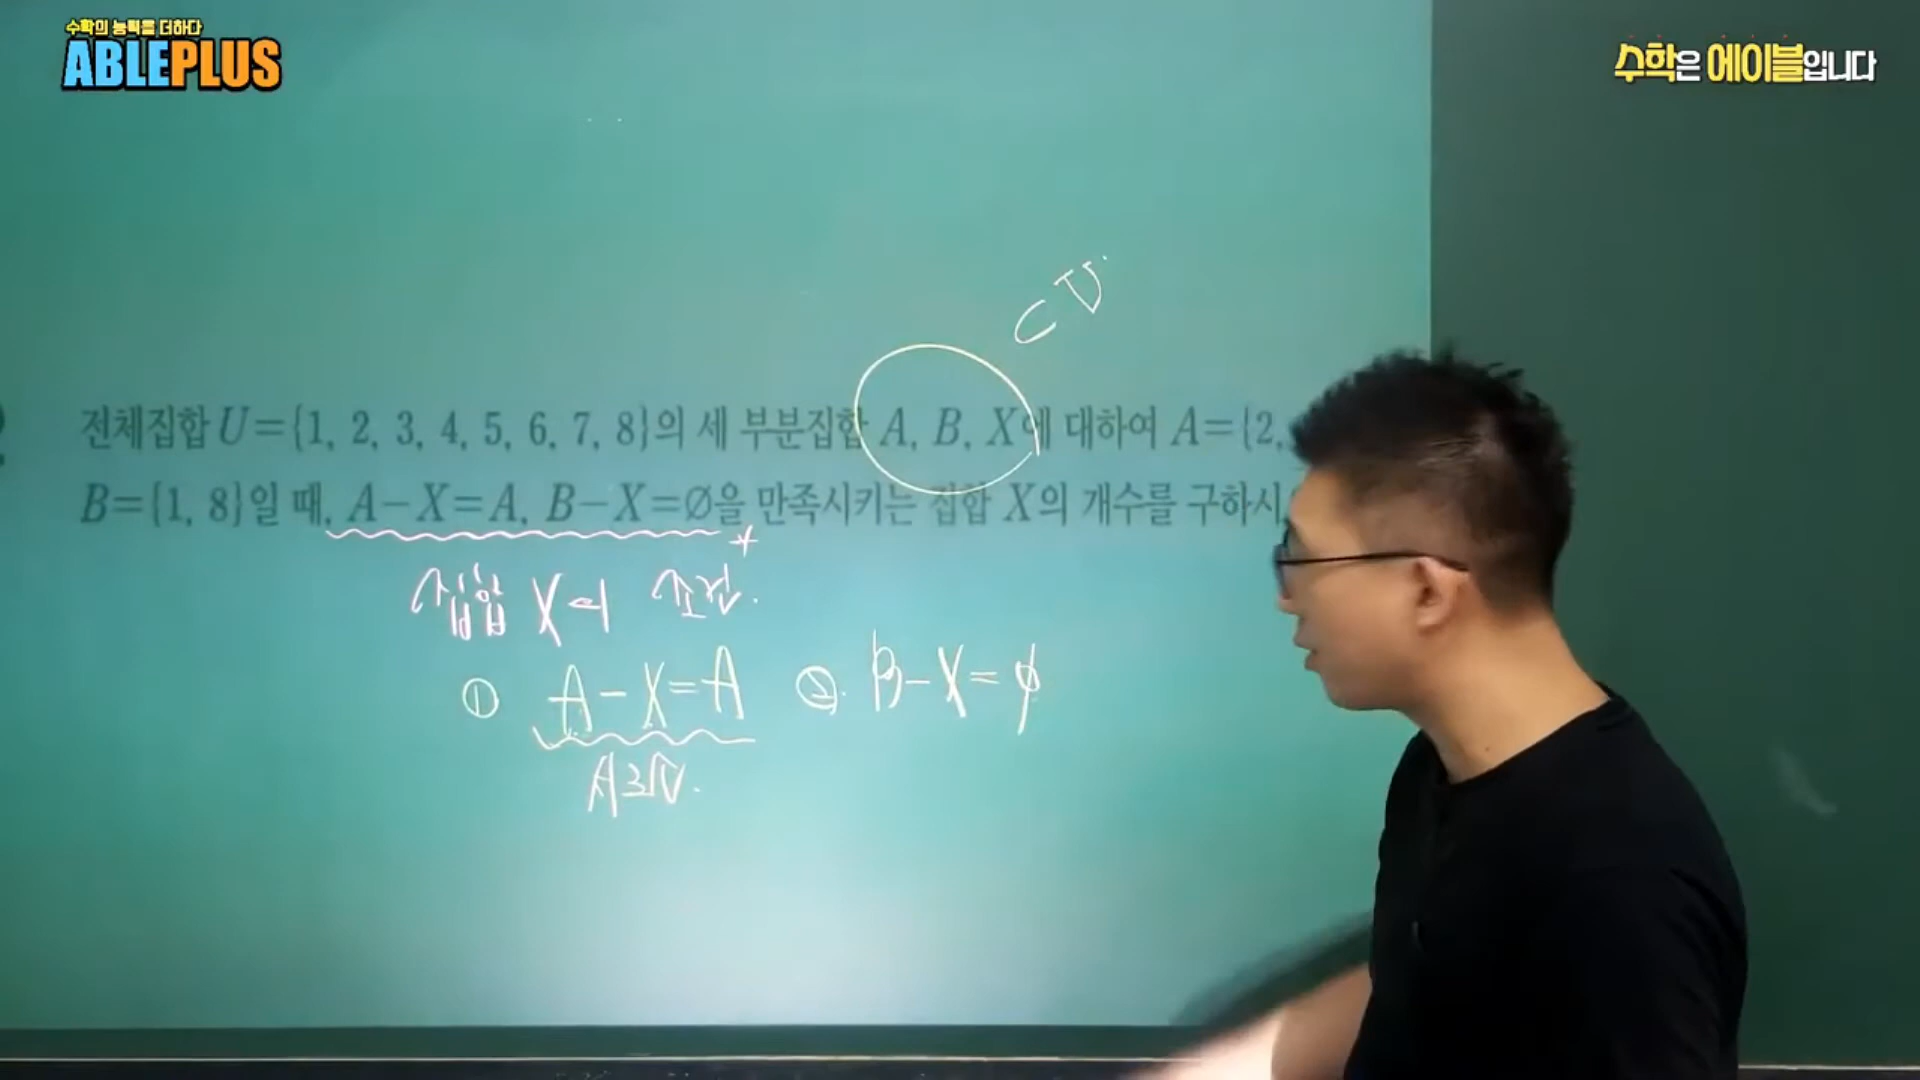 수학의 능력을 더하다
ABLEPLUS
수학은 에이블입니다
⊂ U
전체집합 U={1, 2, 3, 4, 5, 6, 7, 8}의 세 부분집합 A, B, X에 대하여 A={2,
B={1, 8}일 때, A-X=A, B-X=∅을 만족시키는 집합 X의 개수를 구하시
집합 X의 조건.
① A-X=A ②. B-X=∅